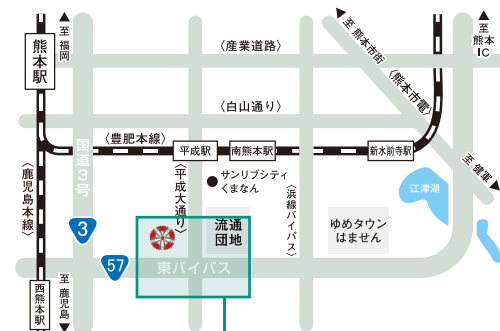 至 福岡
熊本駅
〈産業道路〉
至 熊本市街
〈熊本市電〉
至 熊本IC
〈白山通り〉
国道3号
〈豊肥本線〉
平成駅
南熊本駅
新水前寺駅
至 健軍
〈鹿児島本線〉
〈平成大通り〉
サンリブシティ
くまなん
〈浜線バイパス〉
江津湖
3
流通
団地
ゆめタウン
はません
57
東バイパス
西熊本駅
至 鹿児島